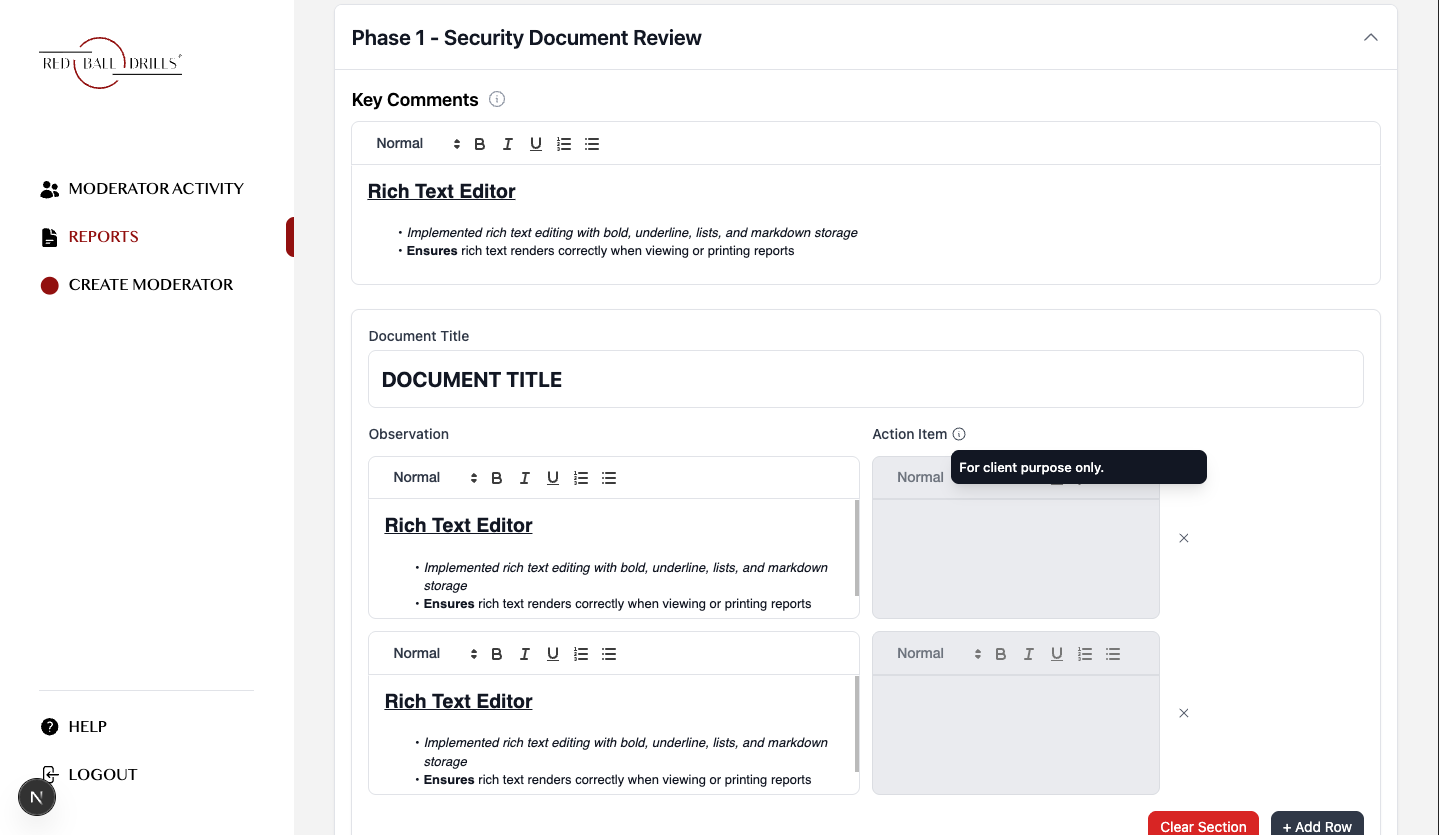 RED BALL DRILLS
MODERATOR ACTIVITY
REPORTS
CREATE MODERATOR
HELP
LOGOUT
N
Phase 1 - Security Document Review
Key Comments
Normal B I U
Rich Text Editor
• Implemented rich text editing with bold, underline, lists, and markdown storage
• Ensures rich text renders correctly when viewing or printing reports
Document Title
DOCUMENT TITLE
Observation
Action Item
For client purpose only.
Normal B I U
Normal
Rich Text Editor
• Implemented rich text editing with bold, underline, lists, and markdown
storage
• Ensures rich text renders correctly when viewing or printing reports
Normal B I U
Normal B I U
Rich Text Editor
• Implemented rich text editing with bold, underline, lists, and markdown
storage
• Ensures rich text renders correctly when viewing or printing reports
Clear Section
+ Add Row